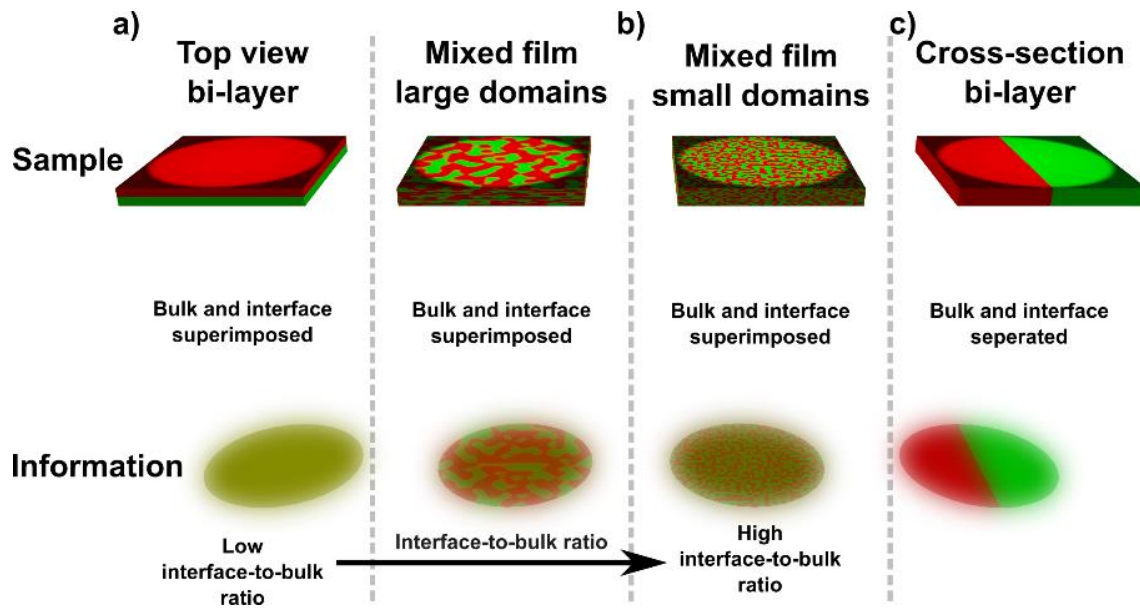 a)
Top view
bi-layer
Mixed film
large domains
b)
Mixed film
small domains
c)
Cross-section
bi-layer
Sample
Bulk and interface
superimposed
Bulk and interface
superimposed
Bulk and interface
superimposed
Bulk and interface
seperated
Information
Low
interface-to-bulk
ratio
Interface-to-bulk ratio
High
interface-to-bulk
ratio